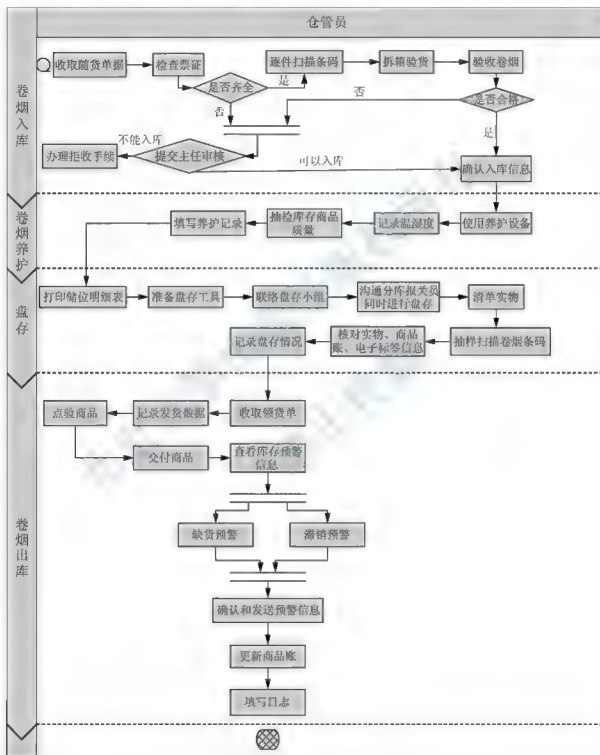 仓管员
卷烟入库
收取随货单据
检查票证
是否齐全
是
逐件扫描条码
拆箱验货
验收卷烟
是否合格
否
否
是
不能入库
办理拒收手续
提交主任审核
可以入库
确认入库信息
卷烟养护
填写养护记录
抽检库存商品
质量
记录温湿度
使用养护设备
盘存
打印储位明细表
准备盘存工具
联络盘存小组
沟通分库报关员
同时进行盘存
清单实物
记录盘存情况
核对实物、商品
账、电子标签信息
抽样扫描卷烟条码
卷烟出库
点验商品
记录发货数据
收取领货单
交付商品
查看库存预警
信息
缺货预警
滞销预警
确认和发送预警信息
更新商品账
填写日志